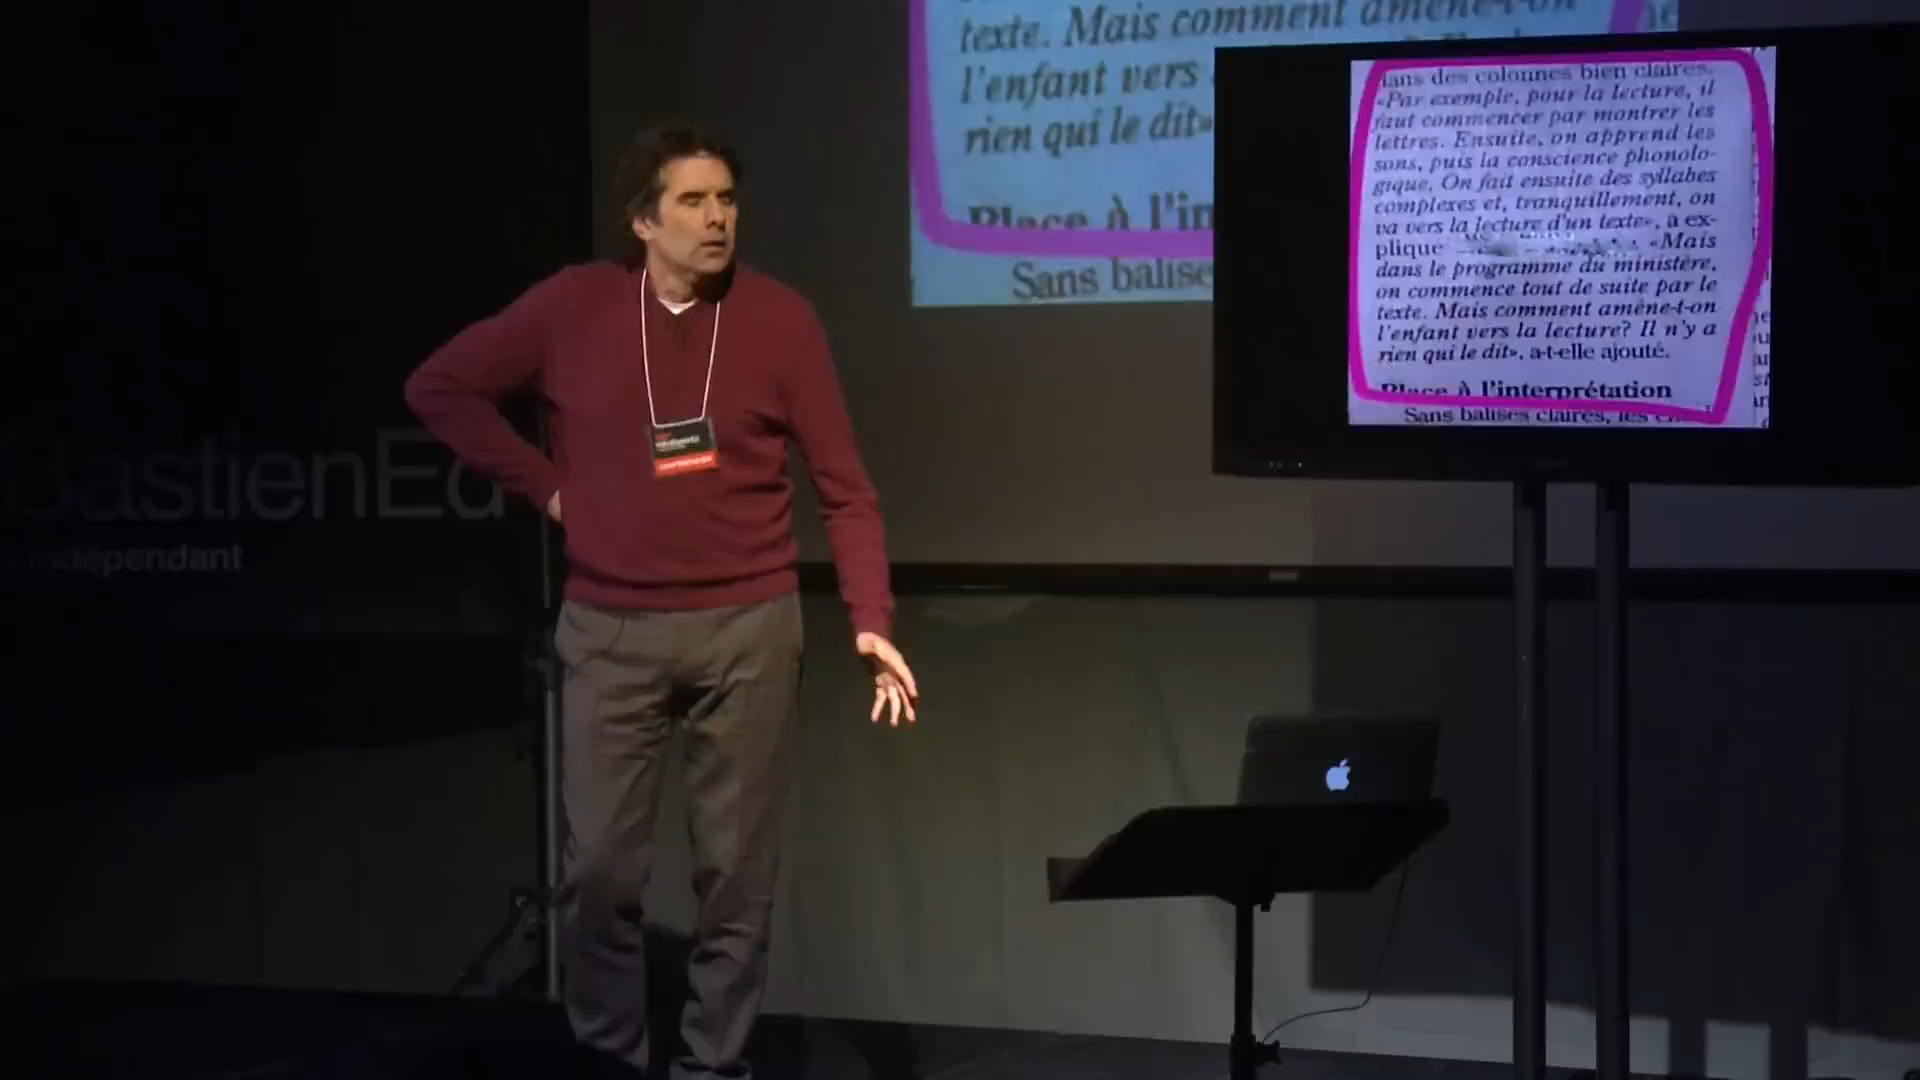 BastienEd
indépendant
texte. Mais comment amène-t-on
l'enfant vers
rien qui le dit»
Place à l'in
Sans balise
dans des colonnes bien claires.
«Par exemple, pour la lecture, il
faut commencer par montrer les
lettres. Ensuite, on apprend les
sons, puis la conscience phonolo-
gique. On fait ensuite des syllabes
complexes et, tranquillement, on
va vers la lecture d'un texte», a ex-
plique «Mais
dans le programme du ministère,
on commence tout de suite par le
texte. Mais comment amène-t-on
l'enfant vers la lecture? Il n'y a
rien qui le dit», a-t-elle ajouté.
Place à l'interprétation
Sans balises claires, les